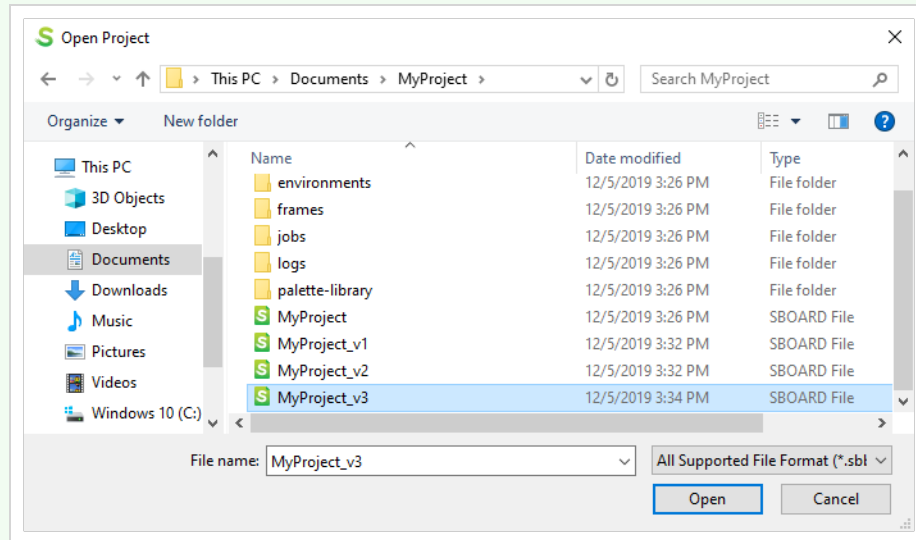 Open Project
This PC > Documents > MyProject >
Search MyProject
Organize
New folder
Name Date modified Type
This PC
3D Objects
Desktop
Documents
Downloads
Music
Pictures
Videos
Windows 10 (C:)
environments 12/5/2019 3:26 PM File folder
frames 12/5/2019 3:26 PM File folder
jobs 12/5/2019 3:26 PM File folder
logs 12/5/2019 3:26 PM File folder
palette-library 12/5/2019 3:26 PM File folder
MyProject 12/5/2019 3:26 PM SBOARD File
MyProject_v1 12/5/2019 3:32 PM SBOARD File
MyProject_v2 12/5/2019 3:32 PM SBOARD File
MyProject_v3 12/5/2019 3:34 PM SBOARD File
File name: MyProject_v3
All Supported File Format (*.sbl
Open Cancel